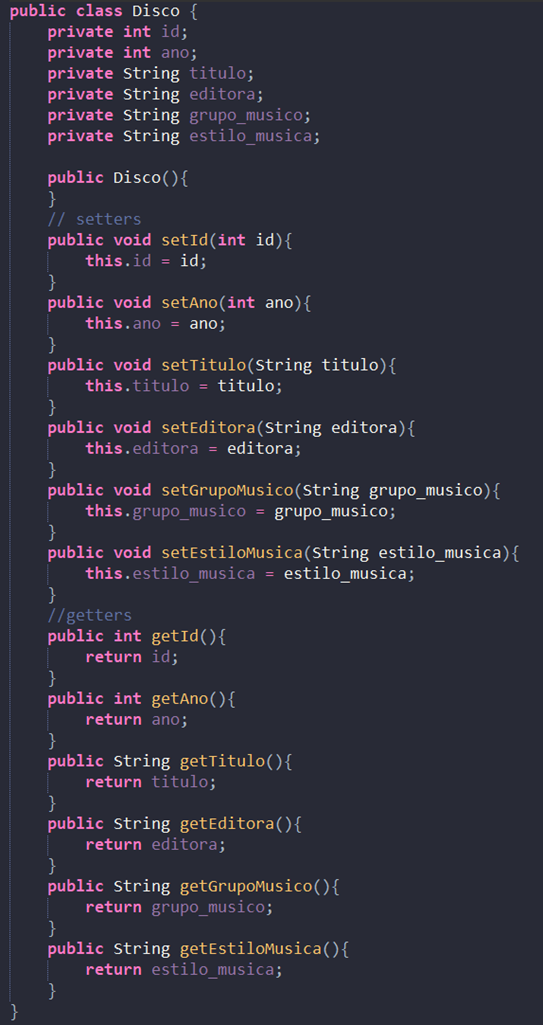 public class Disco {
    private int id;
    private int ano;
    private String titulo;
    private String editora;
    private String grupo_musico;
    private String estilo_musica;

    public Disco(){
    }
    // setters
    public void setId(int id){
        this.id = id;
    }
    public void setAno(int ano){
        this.ano = ano;
    }
    public void setTitulo(String titulo){
        this.titulo = titulo;
    }
    public void setEditora(String editora){
        this.editora = editora;
    }
    public void setGrupoMusico(String grupo_musico){
        this.grupo_musico = grupo_musico;
    }
    public void setEstiloMusica(String estilo_musica){
        this.estilo_musica = estilo_musica;
    }
    //getters
    public int getId(){
        return id;
    }
    public int getAno(){
        return ano;
    }
    public String getTitulo(){
        return titulo;
    }
    public String getEditora(){
        return editora;
    }
    public String getGrupoMusico(){
        return grupo_musico;
    }
    public String getEstiloMusica(){
        return estilo_musica;
    }
}